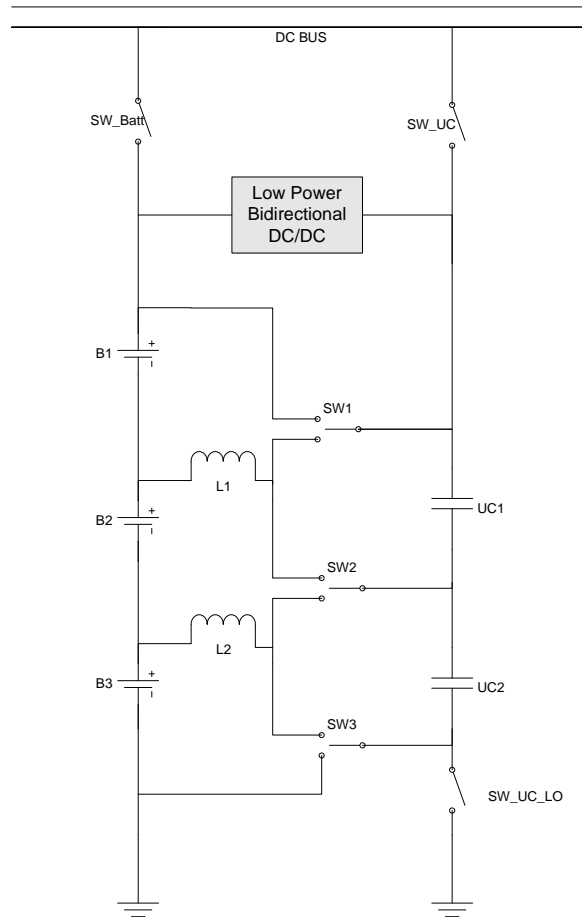 DC BUS
SW_Batt
SW_UC
Low Power
Bidirectional
DC/DC
B1
+
-
SW1
L1
UC1
B2
+
-
SW2
L2
UC2
B3
+
-
SW3
SW_UC_LO